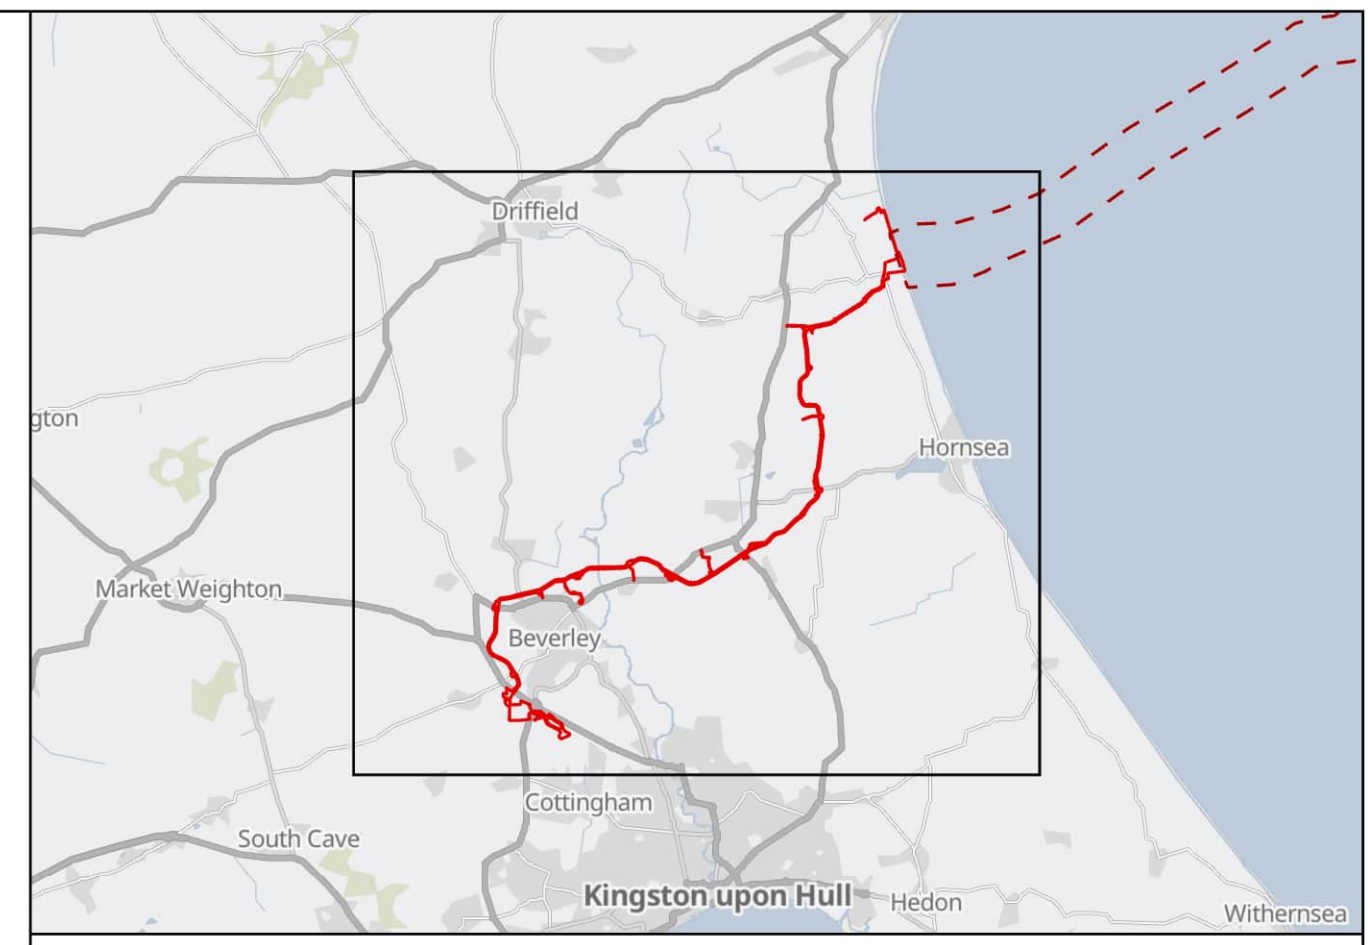 Driffield
gton
Hornsea
Market Weighton
Beverley
Cottingham
South Cave
Kingston upon Hull
Hedon
Withernsea